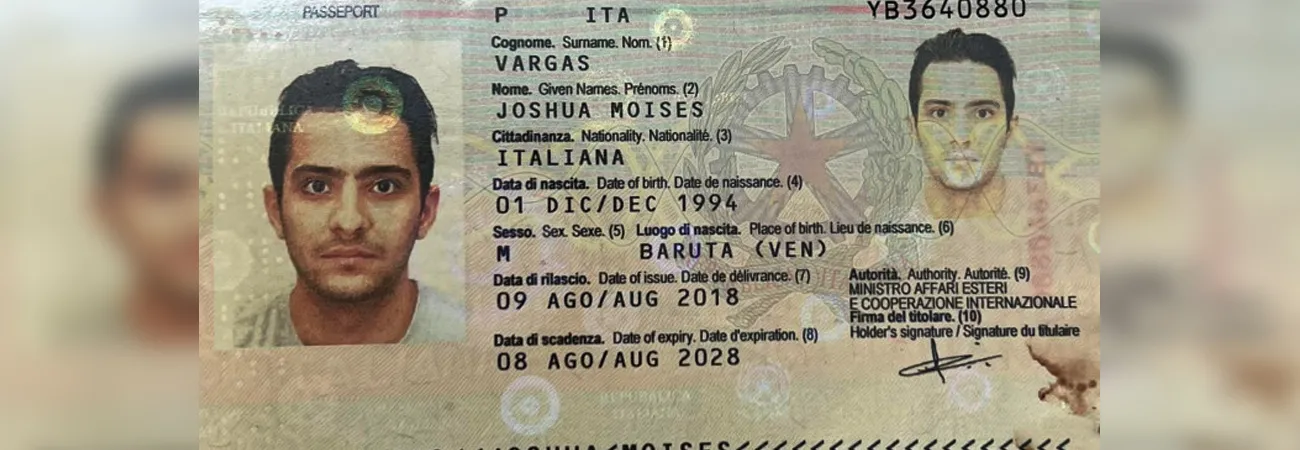 PASSEPORT
P ITA YB3640880
Cognome. Surname. Nom. (1)
VARGAS
Nome. Given Names. Prénoms. (2)
JOSHUA MOISES
Cittadinanza. Nationality. Nationalité. (3)
ITALIANA
Data di nascita. Date of birth. Date de naissance. (4)
01 DIC/DEC 1994
Sesso. Sex. Sexe. (5) Luogo di nascita. Place of birth. Lieu de naissance. (6)
M BARUTA (VEN)
Data di rilascio. Date of issue. Date de délivrance. (7)
09 AGO/AUG 2018
Autorità. Authority. Autorité. (9)
MINISTRO AFFARI ESTERI
E COOPERAZIONE INTERNAZIONALE
Data di scadenza. Date of expiry. Date d'expiration. (8)
08 AGO/AUG 2028
Firma del titolare. (10)
Holder's signature / Signature du titulaire
REPUBBLICA
ITALIANA
REPUBBLICA
ITALIANA
JOSHUA<MOISES<<<<<<<<<<<<<<<<<<<